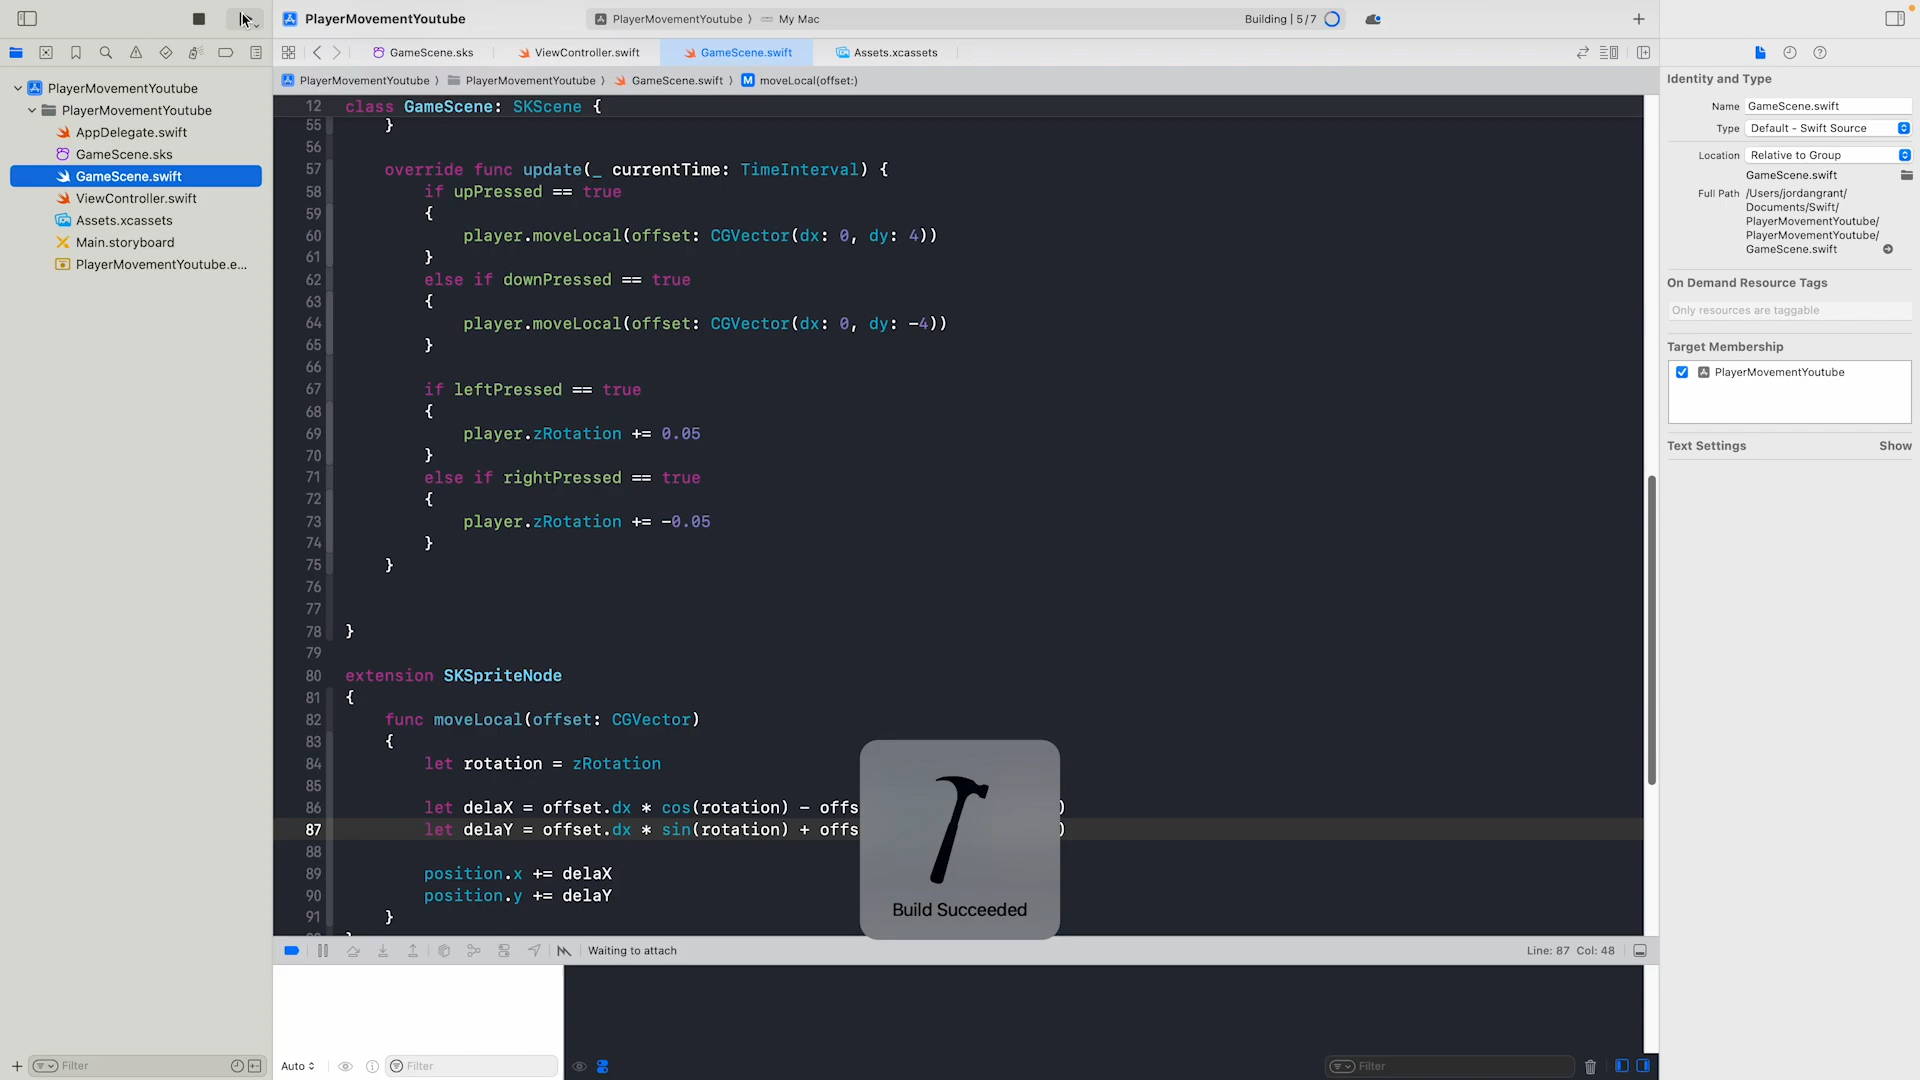 PlayerMovementYoutube
PlayerMovementYoutube 〉 My Mac
Building | 5/7
GameScene.sks
ViewController.swift
GameScene.swift
Assets.xcassets
PlayerMovementYoutube 〉 PlayerMovementYoutube 〉 GameScene.swift 〉 M moveLocal(offset:)
PlayerMovementYoutube
PlayerMovementYoutube
AppDelegate.swift
GameScene.sks
GameScene.swift
ViewController.swift
Assets.xcassets
Main.storyboard
PlayerMovementYoutube.e...
12 class GameScene: SKScene {
55 }
56
57 override func update(_ currentTime: TimeInterval) {
58 if upPressed == true
59 {
60 player.moveLocal(offset: CGVector(dx: 0, dy: 4))
61 }
62 else if downPressed == true
63 {
64 player.moveLocal(offset: CGVector(dx: 0, dy: -4))
65 }
66
67 if leftPressed == true
68 {
69 player.zRotation += 0.05
70 }
71 else if rightPressed == true
72 {
73 player.zRotation += -0.05
74 }
75 }
76
77
78 }
79
80 extension SKSpriteNode
81 {
82 func moveLocal(offset: CGVector)
83 {
84 let rotation = zRotation
85
86 let delaX = offset.dx * cos(rotation) - offs )
87 let delaY = offset.dx * sin(rotation) + offs )
88
89 position.x += delaX
90 position.y += delaY
91 }
Build Succeeded
Waiting to attach
Line: 87 Col: 48
Filter
Auto
Filter
Filter
Identity and Type
Name GameScene.swift
Type Default - Swift Source
Location Relative to Group
GameScene.swift
Full Path /Users/jordangrant/
Documents/Swift/
PlayerMovementYoutube/
PlayerMovementYoutube/
GameScene.swift
On Demand Resource Tags
Only resources are taggable
Target Membership
PlayerMovementYoutube
Text Settings Show